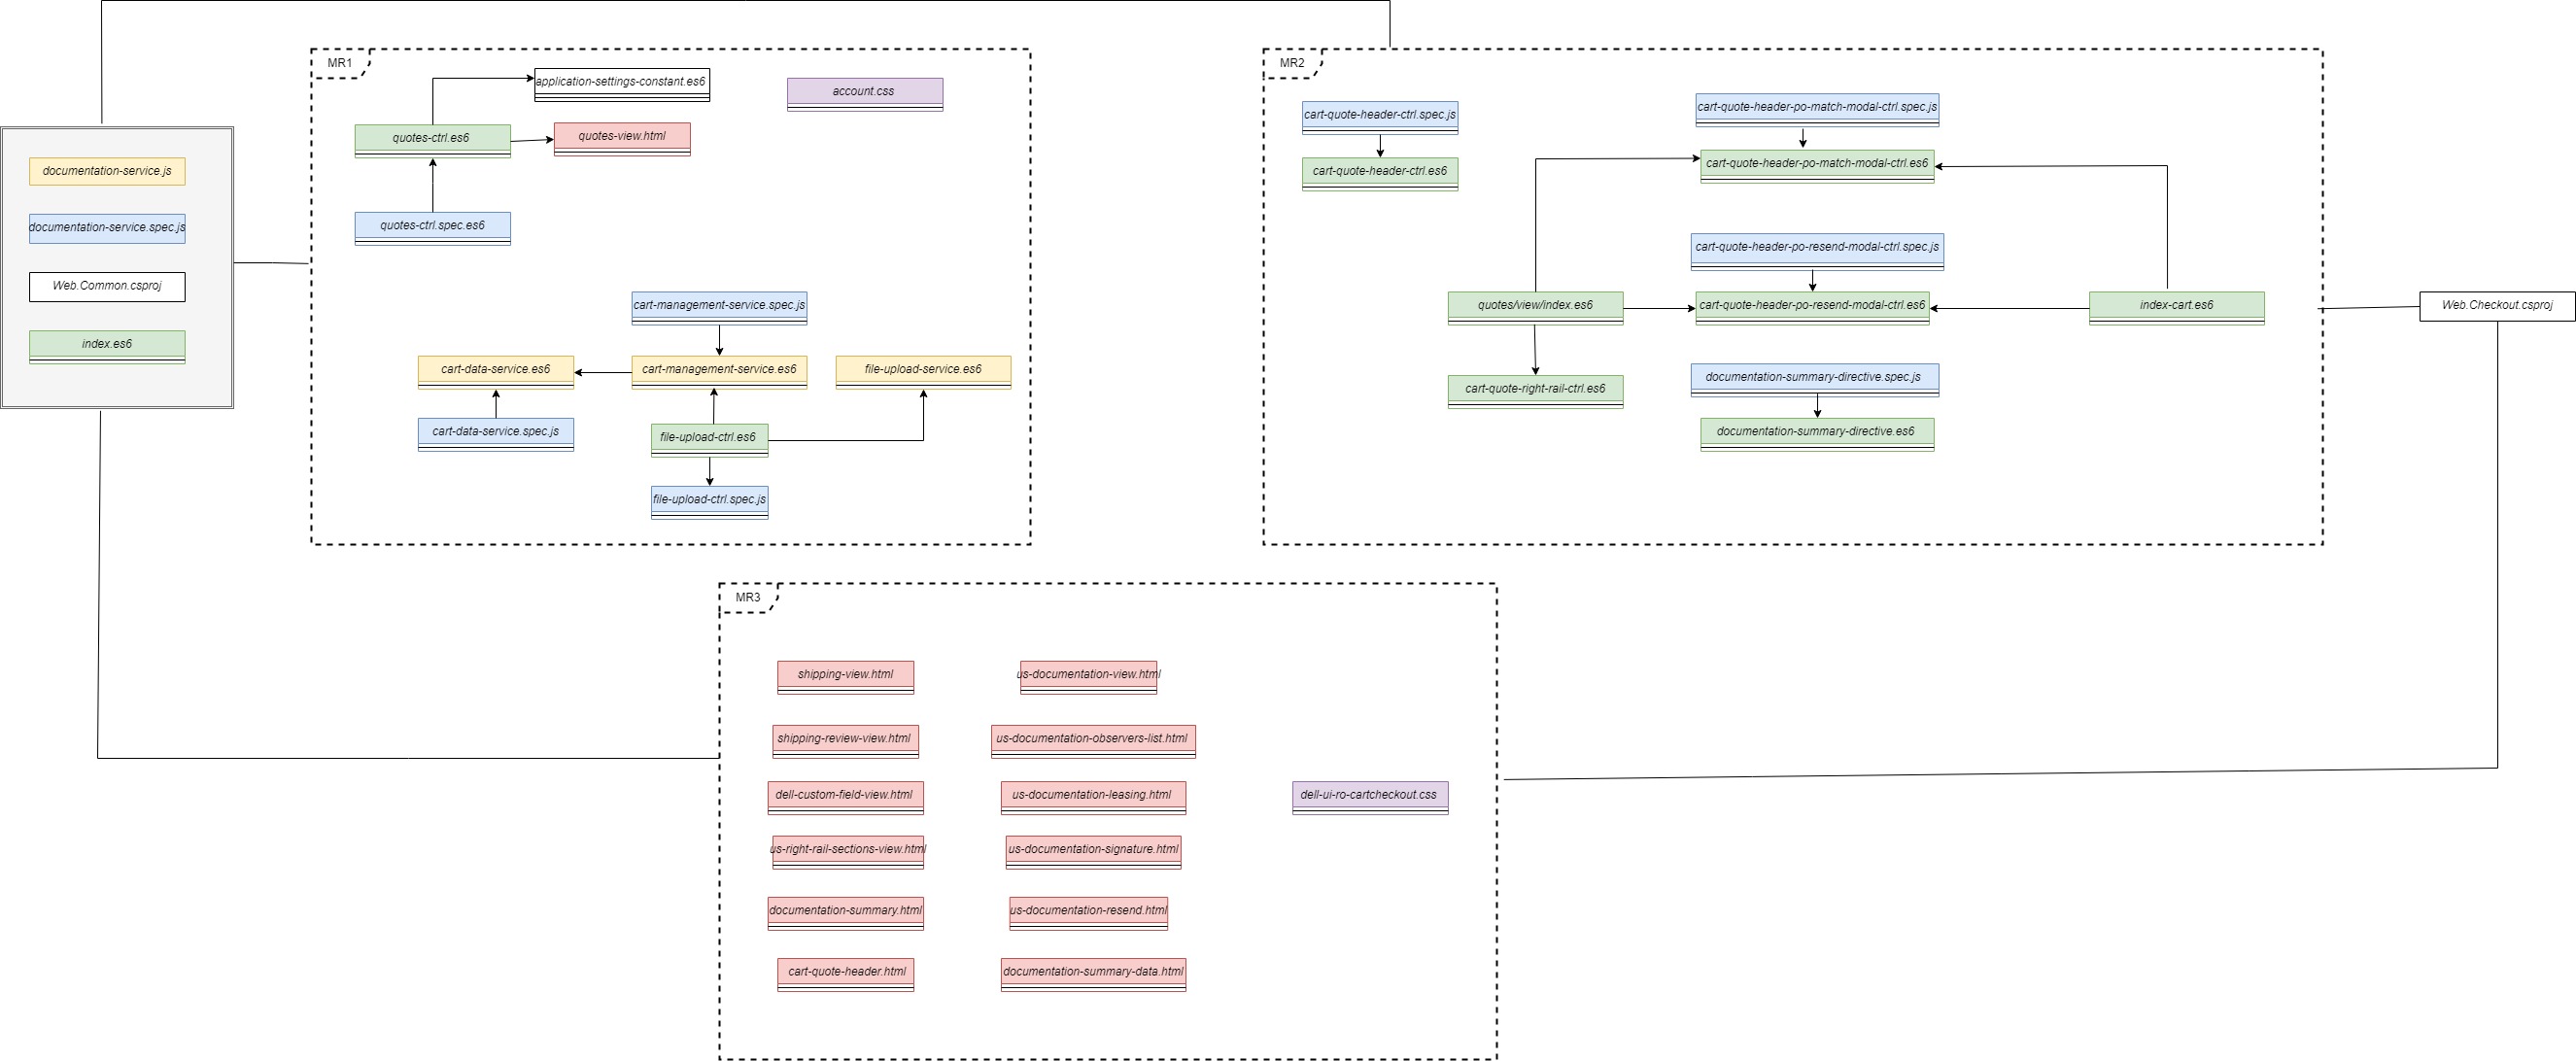 documentation-service.js
documentation-service.spec.js
Web.Common.csproj
index.es6
MR1
application-settings-constant.es6
account.css
quotes-ctrl.es6
quotes-view.html
quotes-ctrl.spec.es6
cart-management-service.spec.js
cart-data-service.es6
cart-management-service.es6
file-upload-service.es6
cart-data-service.spec.js
file-upload-ctrl.es6
file-upload-ctrl.spec.js
MR2
cart-quote-header-ctrl.spec.js
cart-quote-header-po-match-modal-ctrl.spec.js
cart-quote-header-ctrl.es6
cart-quote-header-po-match-modal-ctrl.es6
cart-quote-header-po-resend-modal-ctrl.spec.js
quotes/view/index.es6
cart-quote-header-po-resend-modal-ctrl.es6
index-cart.es6
cart-quote-right-rail-ctrl.es6
documentation-summary-directive.spec.js
documentation-summary-directive.es6
Web.Checkout.csproj
MR3
shipping-view.html
us-documentation-view.html
shipping-review-view.html
us-documentation-observers-list.html
dell-custom-field-view.html
us-documentation-leasing.html
dell-ui-ro-cartcheckout.css
us-right-rail-sections-view.html
us-documentation-signature.html
documentation-summary.html
us-documentation-resend.html
cart-quote-header.html
documentation-summary-data.html